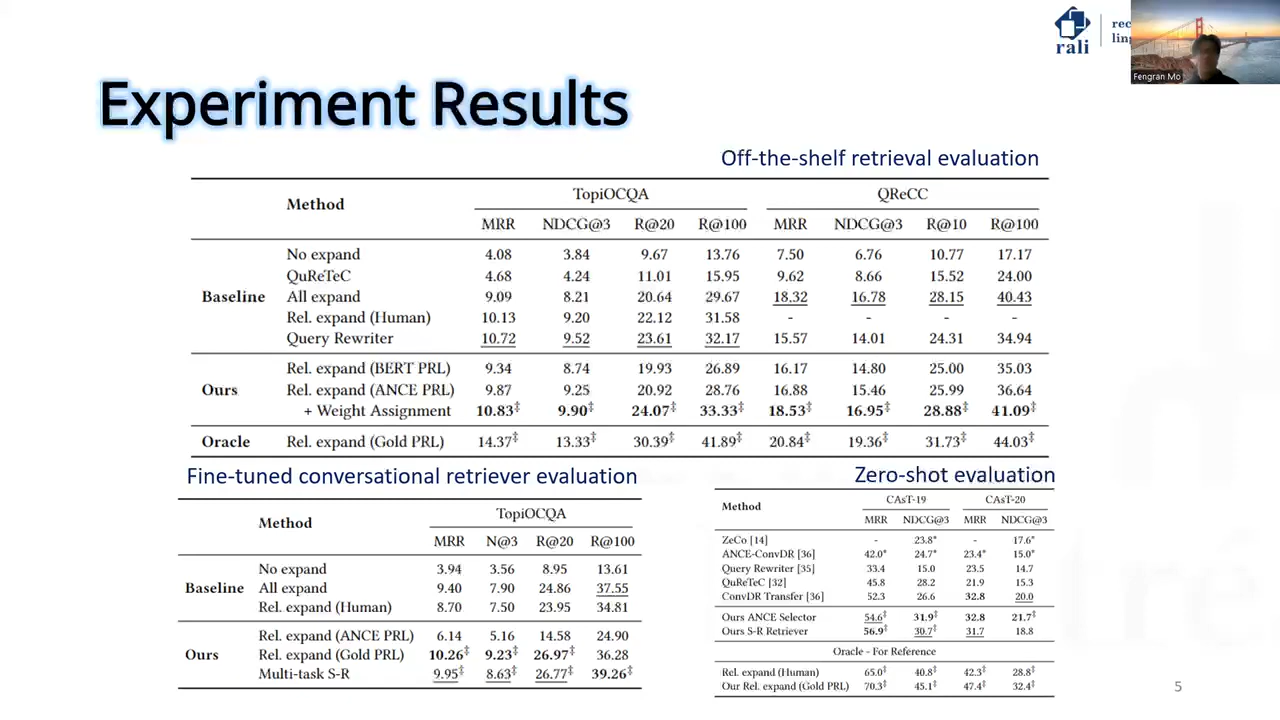 rali
rec
lin
Fengran Mo
Experiment Results
Off-the-shelf retrieval evaluation
Method TopiOCQA QReCC
MRR NDCG@3 R@20 R@100 MRR NDCG@3 R@10 R@100
No expand 4.08 3.84 9.67 13.76 7.50 6.76 10.77 17.17
QuReTeC 4.68 4.24 11.01 15.95 9.62 8.66 15.52 24.00
Baseline All expand 9.09 8.21 20.64 29.67 18.32 16.78 28.15 40.43
Rel. expand (Human) 10.13 9.20 22.12 31.58 - - - -
Query Rewriter 10.72 9.52 23.61 32.17 15.57 14.01 24.31 34.94
Rel. expand (BERT PRL) 9.34 8.74 19.93 26.89 16.17 14.80 25.00 35.03
Ours Rel. expand (ANCE PRL) 9.87 9.25 20.92 28.76 16.88 15.46 25.99 36.64
+ Weight Assignment 10.83‡ 9.90‡ 24.07‡ 33.33‡ 18.53‡ 16.95‡ 28.88‡ 41.09‡
Oracle Rel. expand (Gold PRL) 14.37‡ 13.33‡ 30.39‡ 41.89‡ 20.84‡ 19.36‡ 31.73‡ 44.03‡
Fine-tuned conversational retriever evaluation
Method TopiOCQA
MRR N@3 R@20 R@100
No expand 3.94 3.56 8.95 13.61
Baseline All expand 9.40 7.90 24.86 37.55
Rel. expand (Human) 8.70 7.50 23.95 34.81
Rel. expand (ANCE PRL) 6.14 5.16 14.58 24.90
Ours Rel. expand (Gold PRL) 10.26‡ 9.23‡ 26.97‡ 36.28
Multi-task S-R 9.95‡ 8.63‡ 26.77‡ 39.26‡
Zero-shot evaluation
Method CAsT-19 CAsT-20
MRR NDCG@3 MRR NDCG@3
ZeCo [14] - 23.8* - 17.6*
ANCE-ConvDR [36] 42.0* 24.7* 23.4* 15.0*
Query Rewriter [35] 33.4 15.0 23.5 14.7
QuReTeC [32] 45.8 28.2 21.9 15.3
ConvDR Transfer [36] 52.3 26.6 32.8 20.0
Ours ANCE Selector 54.6‡ 31.9‡ 32.8 21.7‡
Ours S-R Retriever 56.9‡ 30.7‡ 31.7 18.8
Oracle - For Reference
Rel. expand (Human) 65.0‡ 40.8‡ 42.3‡ 28.8‡
Our Rel. expand (Gold PRL) 70.3‡ 45.1‡ 47.4‡ 32.4‡
5